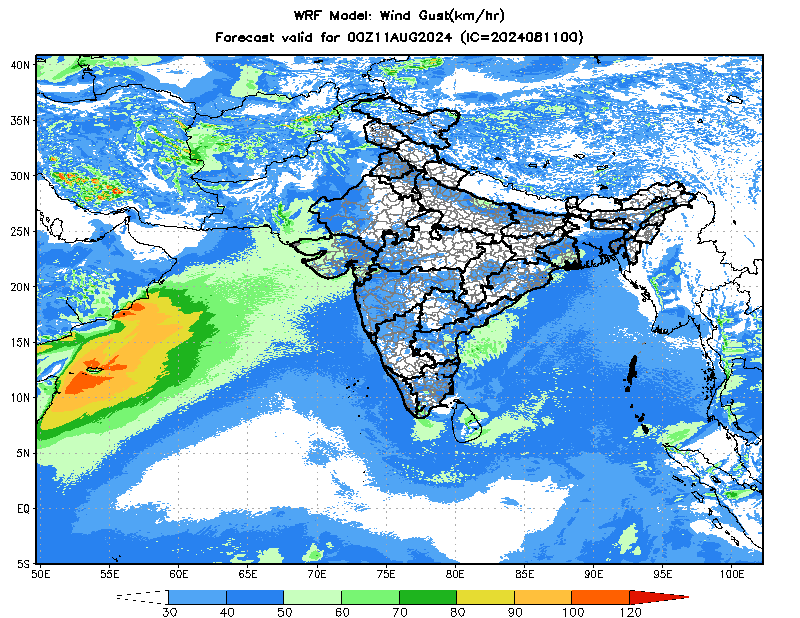 WRF Model: Wind Gust(km/hr)
Forecast valid for 00Z11AUG2024 (IC=2024081100)
40N
35N
30N
25N
20N
15N
10N
5N
EQ
5S
50E 55E 60E 65E 70E 75E 80E 85E 90E 95E 100E
30 40 50 60 70 80 90 100 120